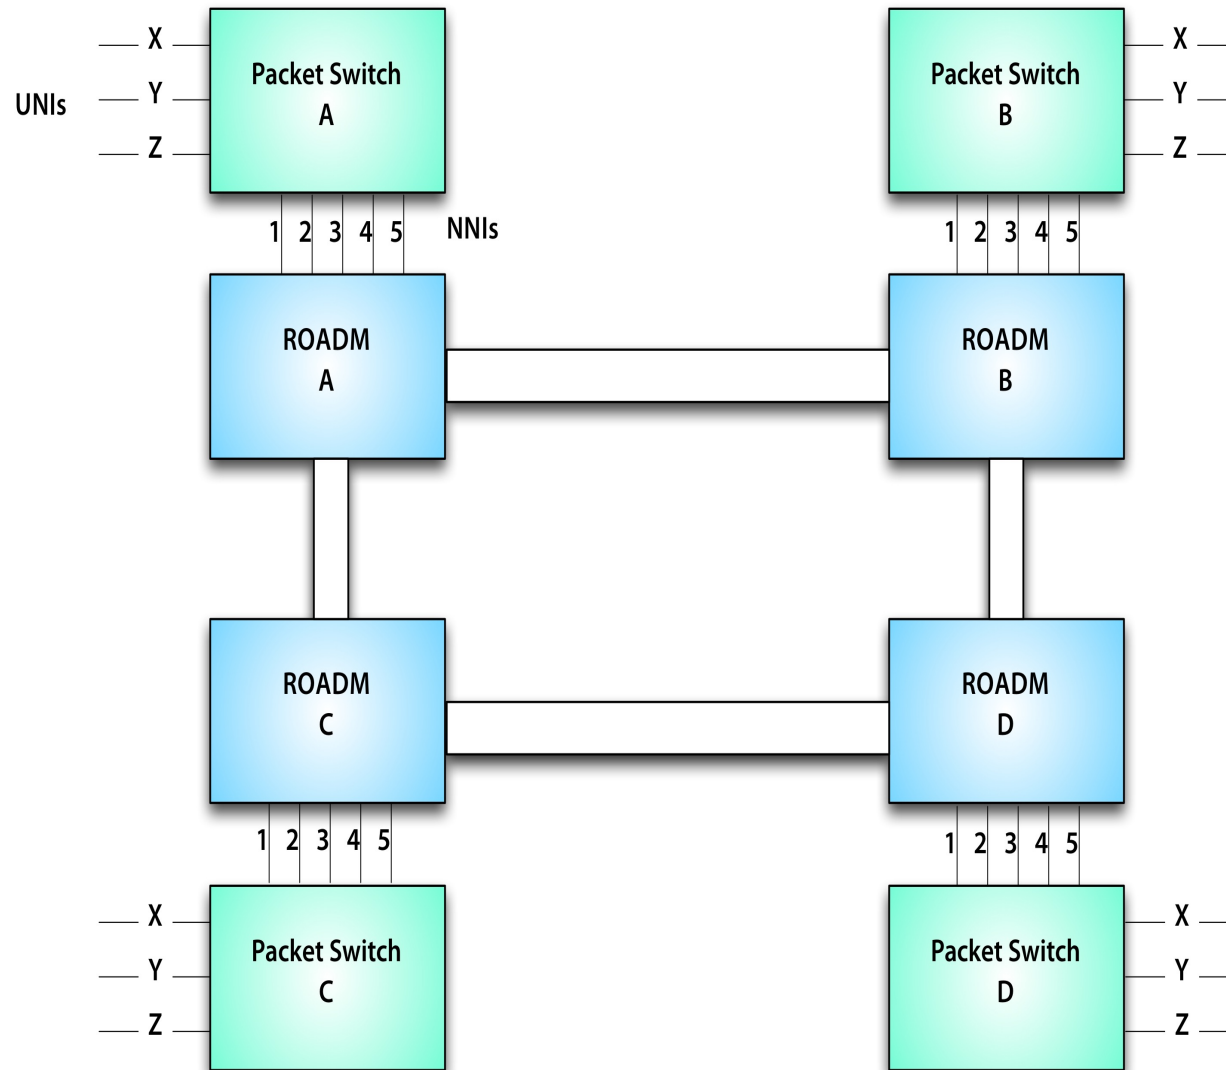 X
Y
Z
UNIs
Packet Switch
A
X
Y
Z
Packet Switch
B
1 2 3 4 5
NNIs
1 2 3 4 5
ROADM
A
ROADM
B
ROADM
C
ROADM
D
1 2 3 4 5
1 2 3 4 5
X
Y
Z
Packet Switch
C
Packet Switch
D
X
Y
Z